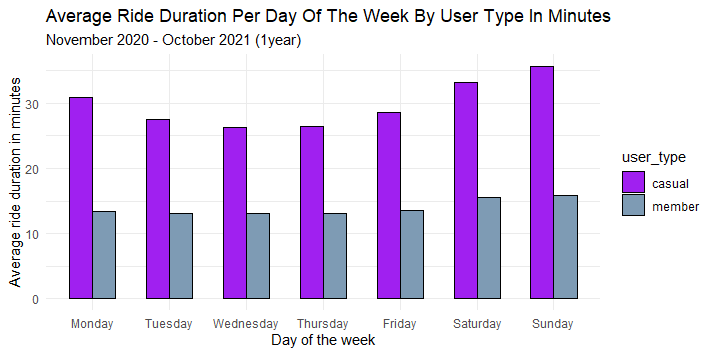 Average Ride Duration Per Day Of The Week By User Type In Minutes
November 2020 - October 2021 (1year)
Average ride duration in minutes
30
20
10
0
Monday Tuesday Wednesday Thursday Friday Saturday Sunday
Day of the week
user_type
casual
member